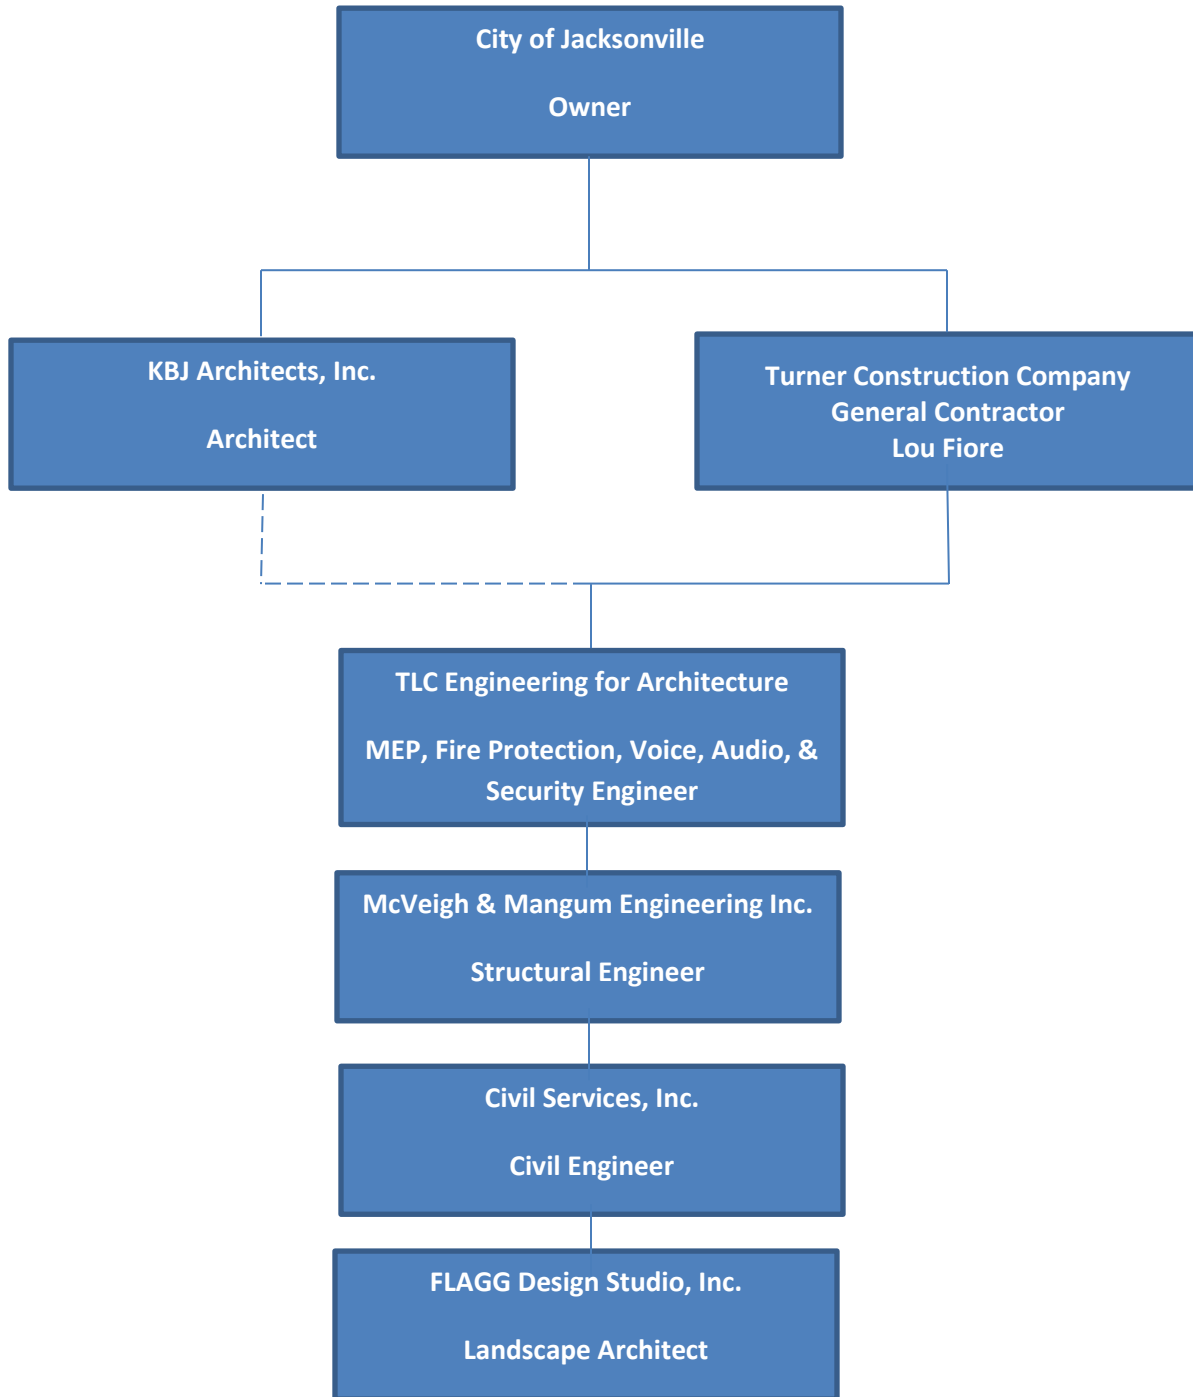 City of Jacksonville
Owner
KBJ Architects, Inc.
Architect
Turner Construction Company
General Contractor
Lou Fiore
TLC Engineering for Architecture
MEP, Fire Protection, Voice, Audio, &
Security Engineer
McVeigh & Mangum Engineering Inc.
Structural Engineer
Civil Services, Inc.
Civil Engineer
FLAGG Design Studio, Inc.
Landscape Architect